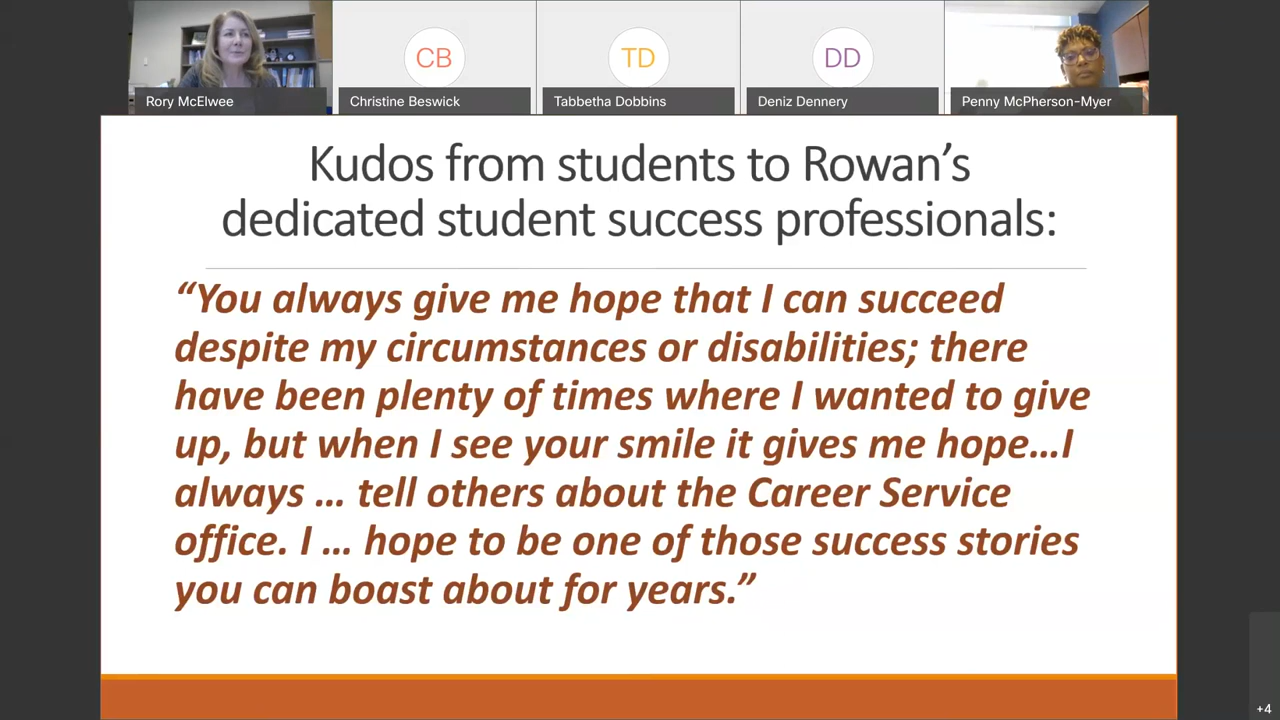 CB
TD
DD
Rory McElwee
Christine Beswick
Tabbetha Dobbins
Deniz Dennery
Penny McPherson-Myer
Kudos from students to Rowan’s
dedicated student success professionals:
“You always give me hope that I can succeed
despite my circumstances or disabilities; there
have been plenty of times where I wanted to give
up, but when I see your smile it gives me hope…I
always … tell others about the Career Service
office. I … hope to be one of those success stories
you can boast about for years.”
+4